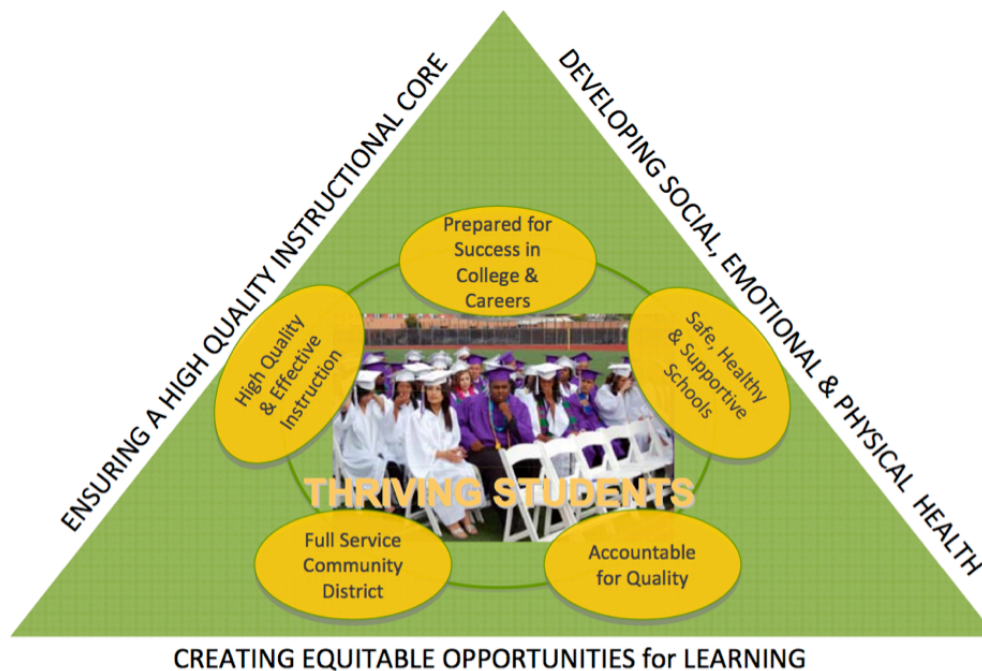 ENSURING A HIGH QUALITY INSTRUCTIONAL CORE
DEVELOPING SOCIAL, EMOTIONAL & PHYSICAL HEALTH
Prepared for
Success in
College &
Careers
High Quality
& Effective
Instruction
Safe, Healthy
& Supportive
Schools
THRIVING STUDENTS
Full Service
Community
District
Accountable
for Quality
CREATING EQUITABLE OPPORTUNITIES for LEARNING